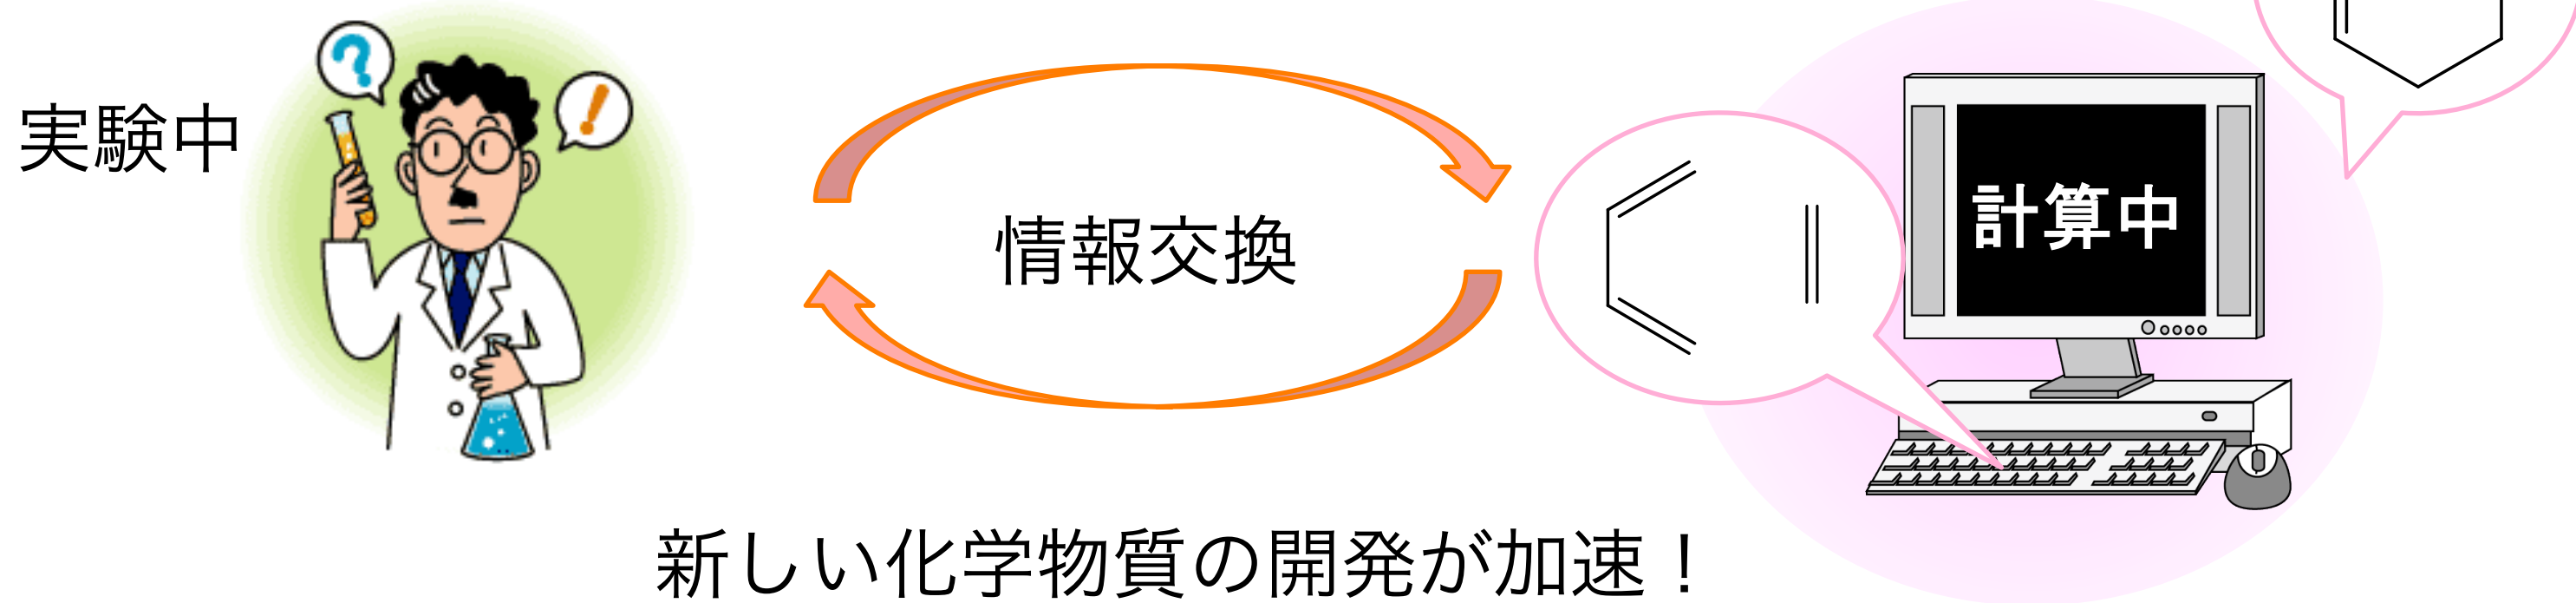 実験中
?
!
情報交換
計算中
新しい化学物質の開発が加速！